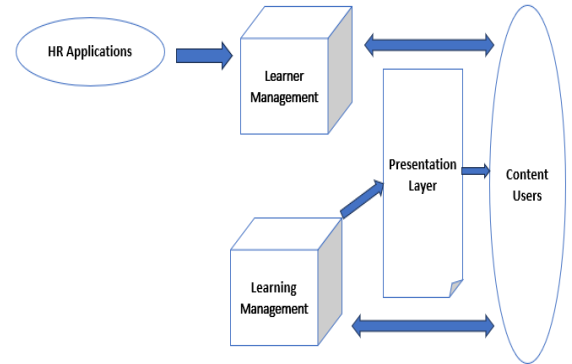 HR Applications
Learner
Management
Presentation
Layer
Content
Users
Learning
Management